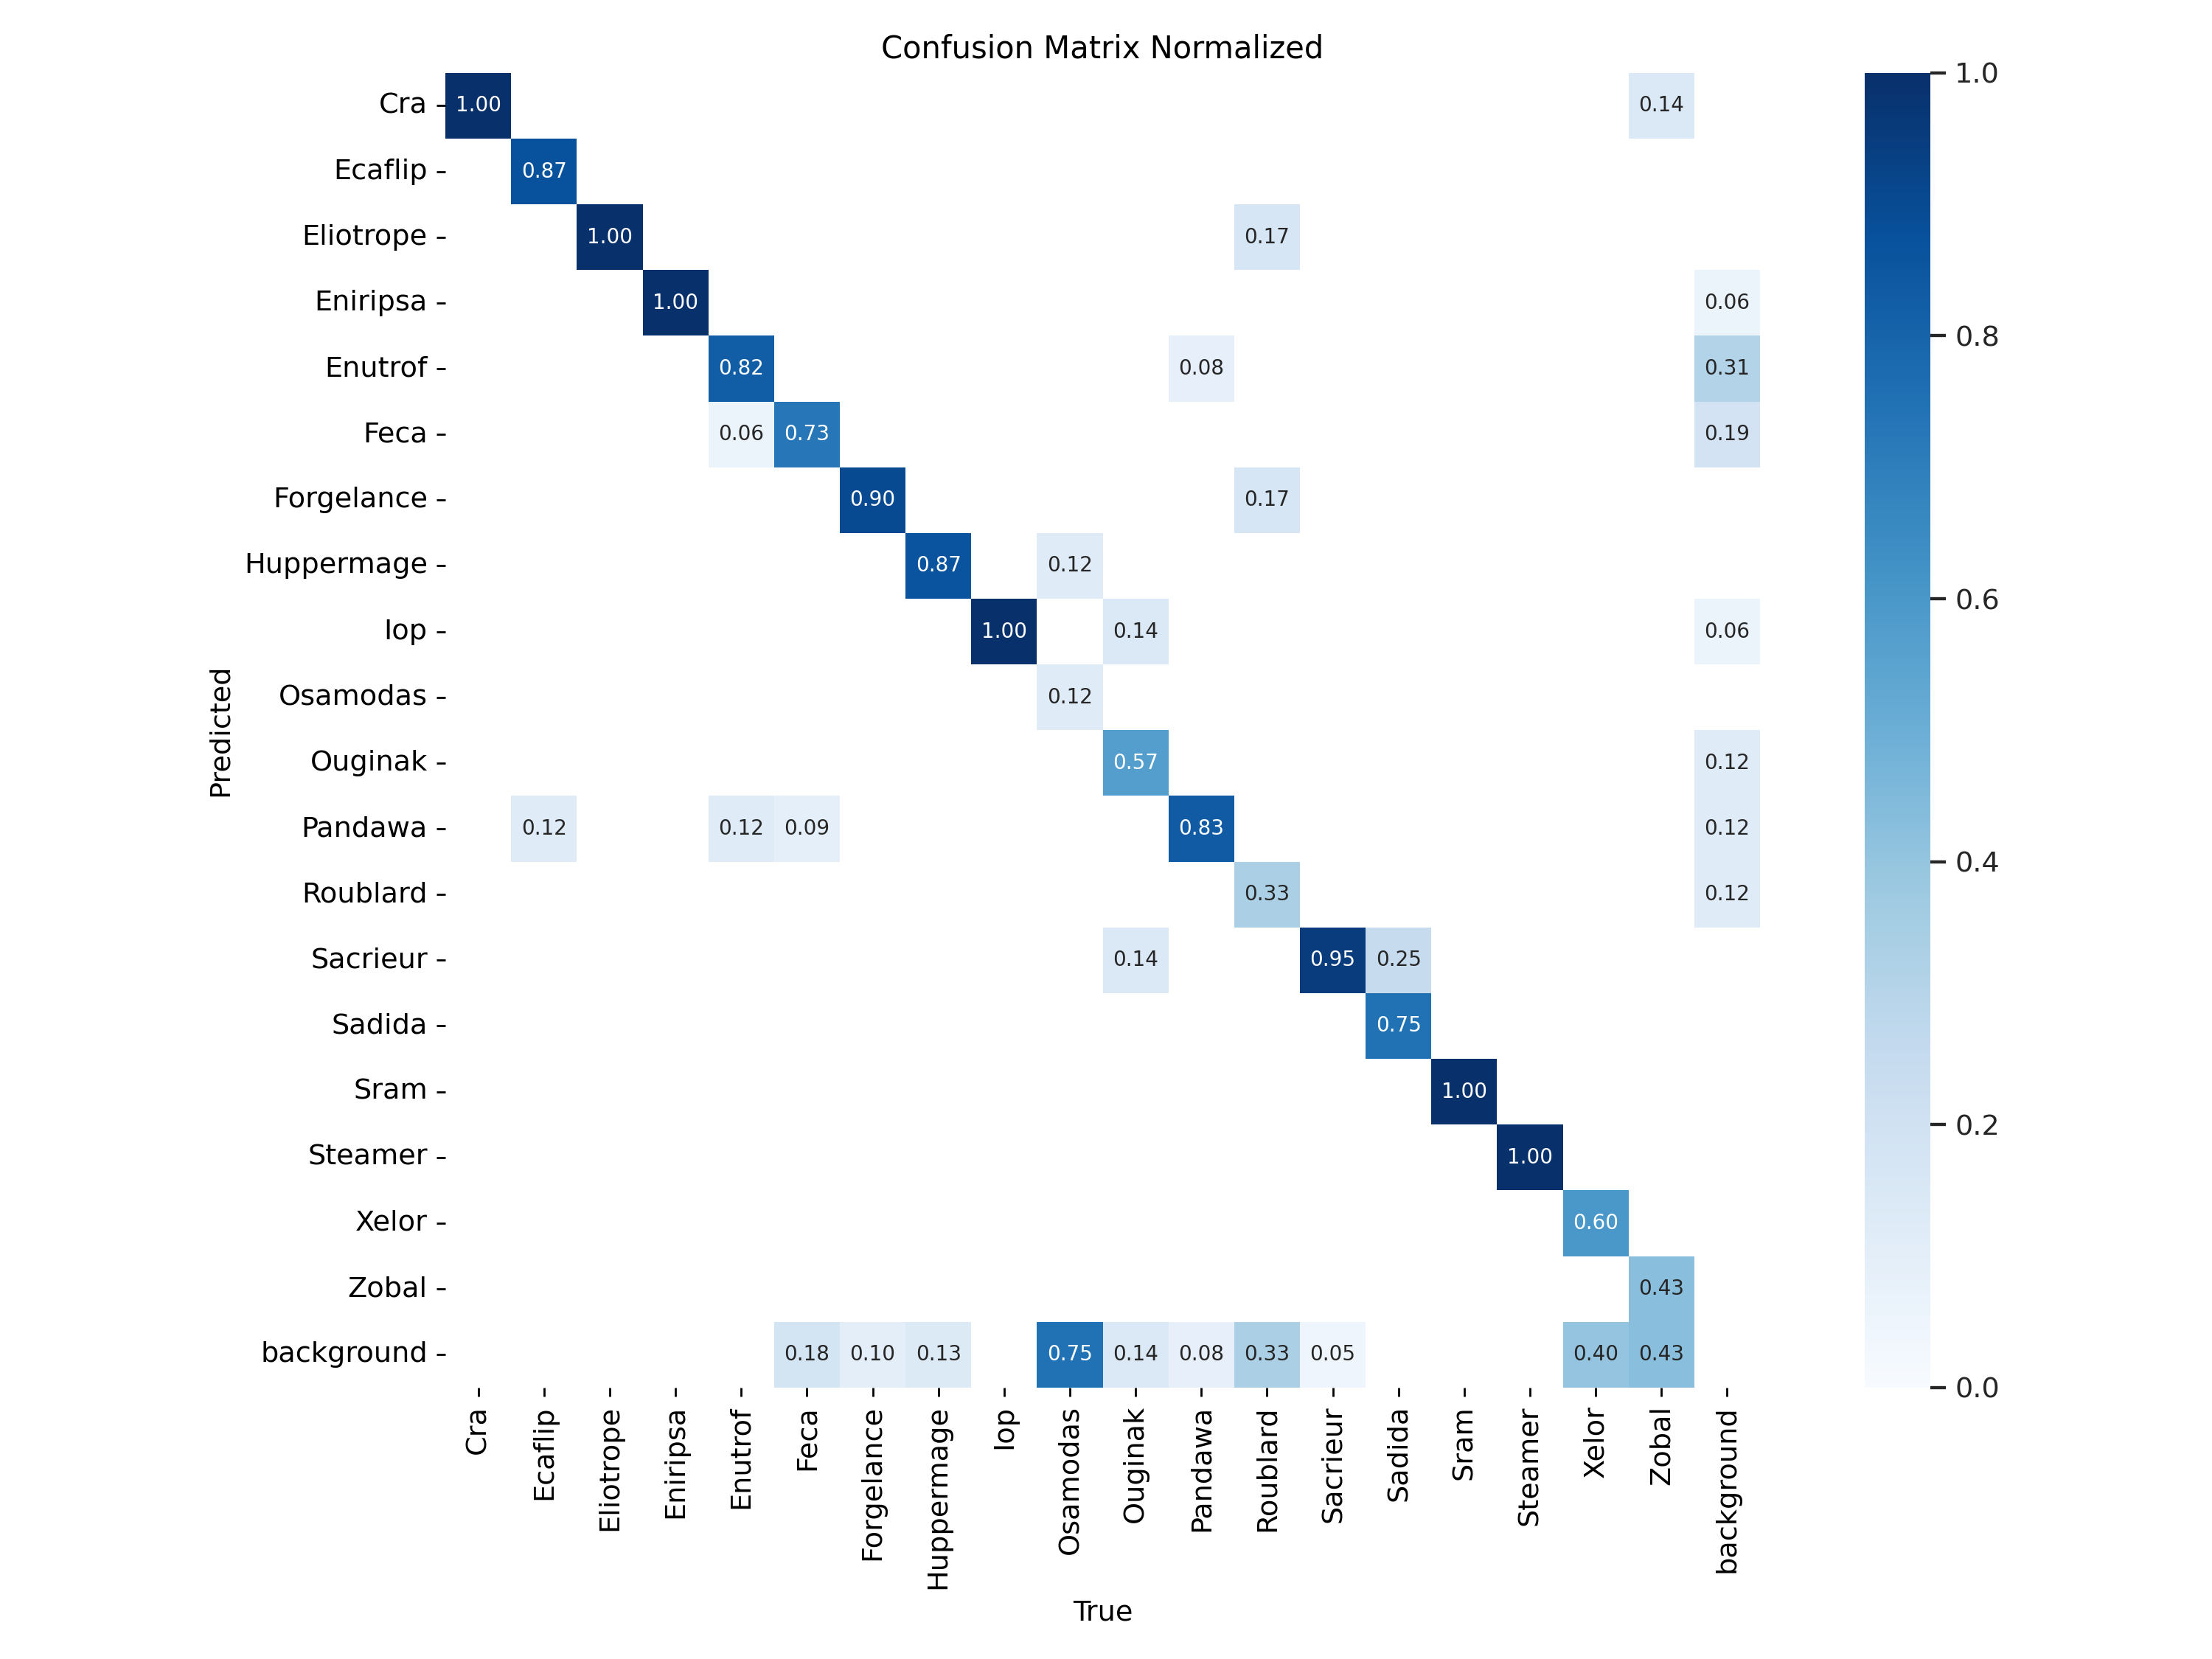 Confusion Matrix Normalized
Cra 1.00 0.14
Ecaflip 0.87
Eliotrope 1.00 0.17
Eniripsa 1.00 0.06
Enutrof 0.82 0.08 0.31
Feca 0.06 0.73 0.19
Forgelance 0.90 0.17
Huppermage 0.87 0.12
Iop 1.00 0.14 0.06
Osamodas 0.12
Ouginak 0.57 0.12
Pandawa 0.12 0.12 0.09 0.83 0.12
Roublard 0.33 0.12
Sacrieur 0.14 0.95 0.25
Sadida 0.75
Sram 1.00
Steamer 1.00
Xelor 0.60
Zobal 0.43
background 0.18 0.10 0.13 0.75 0.14 0.08 0.33 0.05 0.40 0.43
Predicted
Cra Ecaflip Eliotrope Eniripsa Enutrof Feca Forgelance Huppermage Iop Osamodas Ouginak Pandawa Roublard Sacrieur Sadida Sram Steamer Xelor Zobal background
True
1.0
0.8
0.6
0.4
0.2
0.0